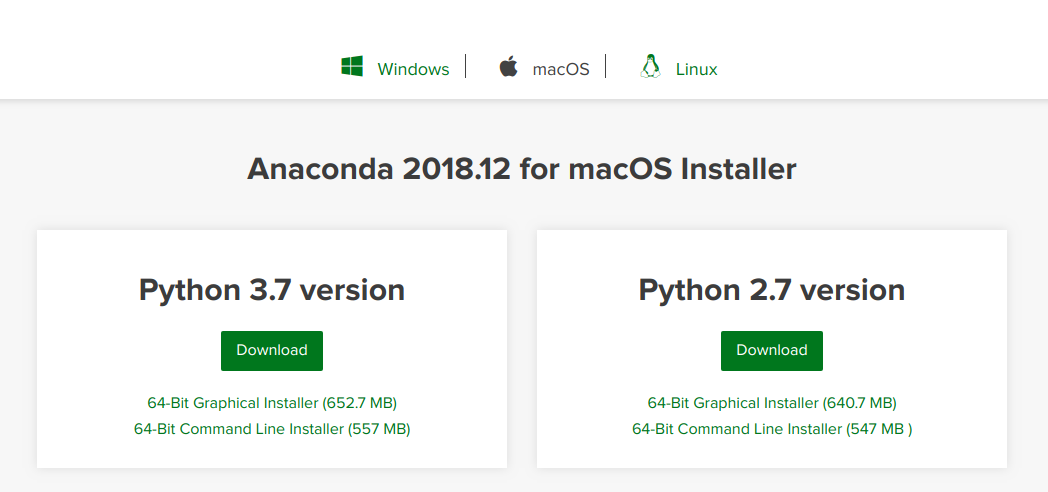 Windows macOS Linux
Anaconda 2018.12 for macOS Installer
Python 3.7 version
Download
64-Bit Graphical Installer (652.7 MB)
64-Bit Command Line Installer (557 MB)
Python 2.7 version
Download
64-Bit Graphical Installer (640.7 MB)
64-Bit Command Line Installer (547 MB )